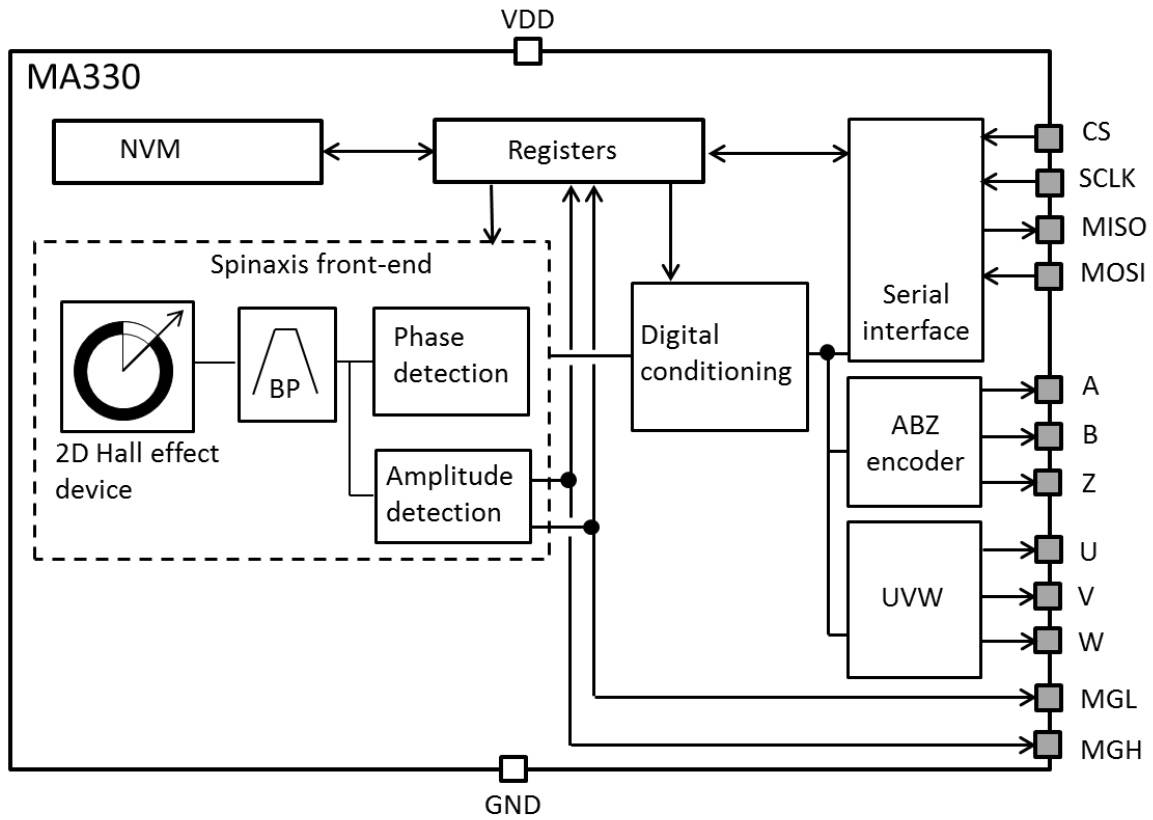 VDD
MA330
NVM
Registers
CS
SCLK
MISO
MOSI
Spinaxis front-end
Serial
interface
Phase
detection
BP
2D Hall effect
device
Amplitude
detection
Digital
conditioning
ABZ
encoder
A
B
Z
UVW
U
V
W
MGL
MGH
GND